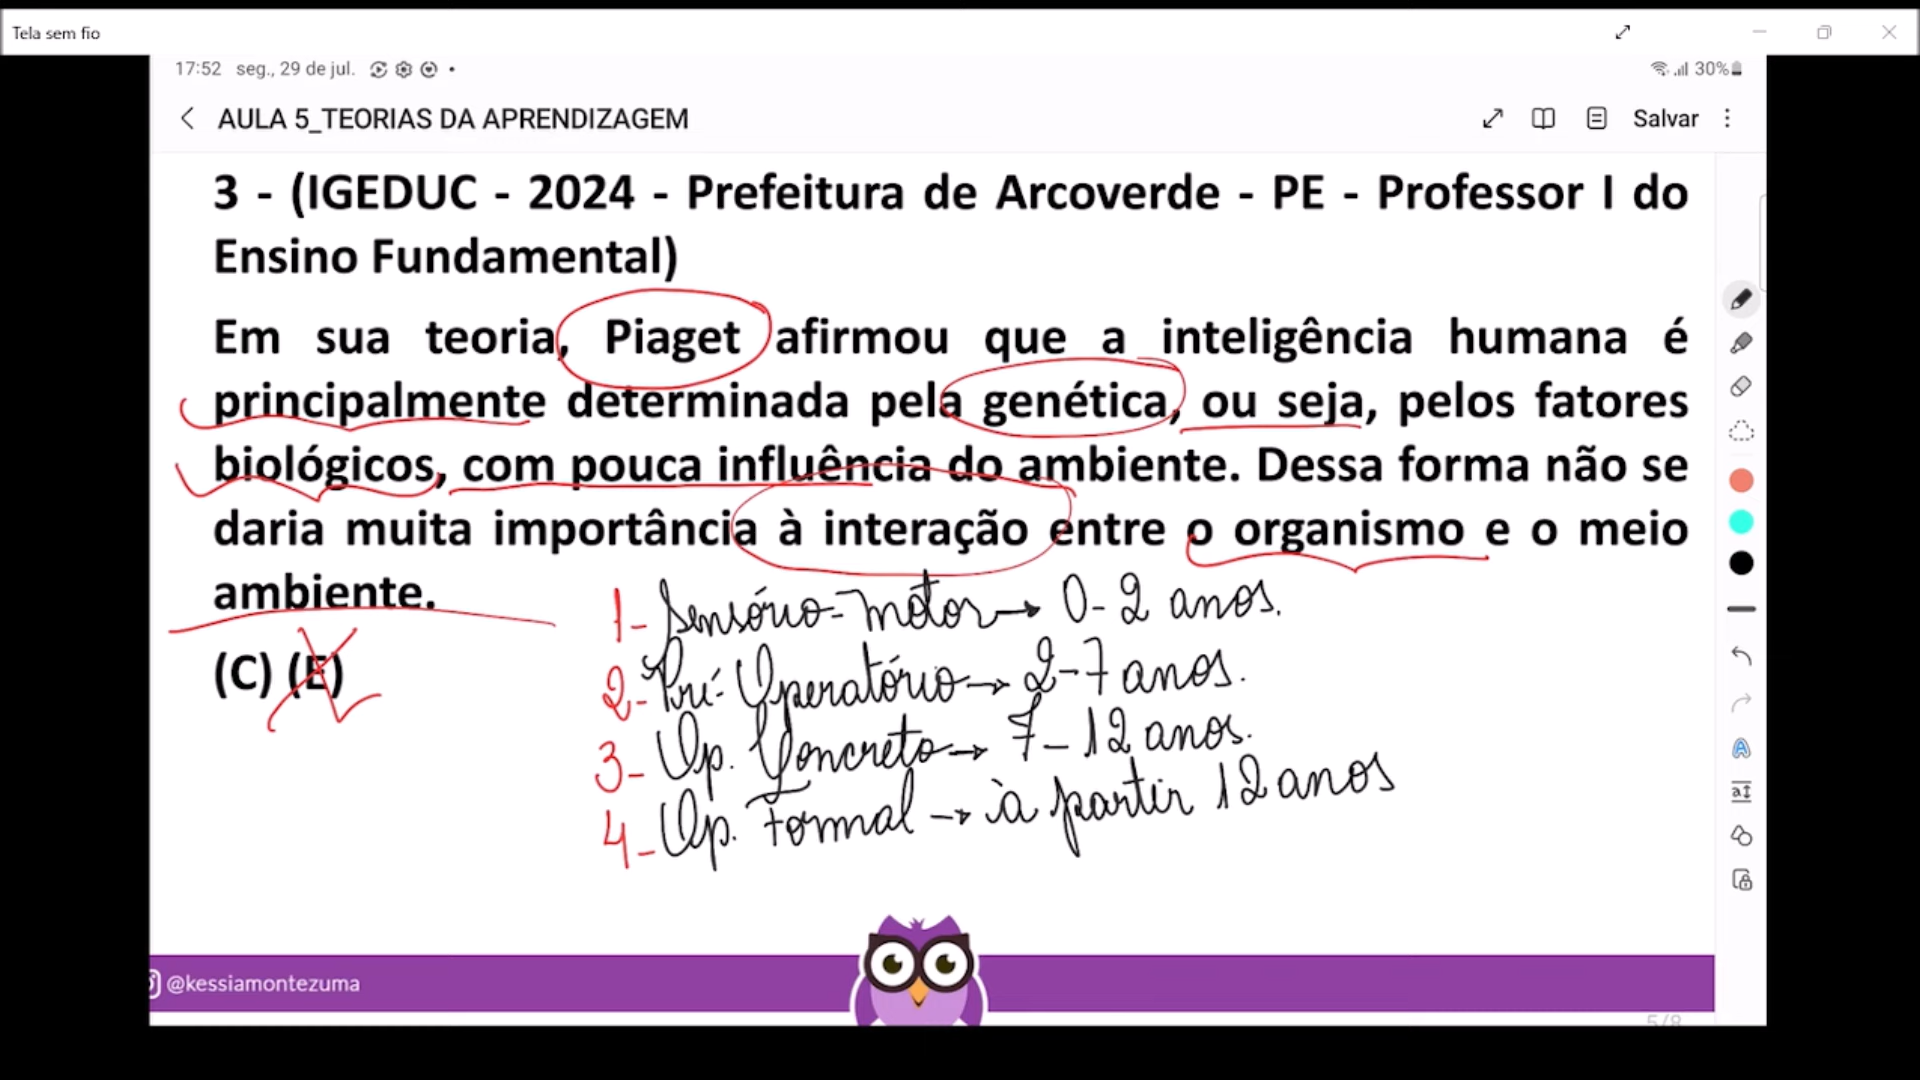 Tela sem fio
17:52 seg., 29 de jul.
30%
AULA 5_TEORIAS DA APRENDIZAGEM
Salvar
3 - (IGEDUC - 2024 - Prefeitura de Arcoverde - PE - Professor I do
Ensino Fundamental)
Em sua teoria, Piaget afirmou que a inteligência humana é
principalmente determinada pela genética, ou seja, pelos fatores
biológicos, com pouca influência do ambiente. Dessa forma não se
daria muita importância à interação entre o organismo e o meio
ambiente.
(C) (E)
1- Sensório-motor → 0-2 anos.
2- Pré-Operatório → 2-7 anos.
3- Op. Concreto → 7-12 anos.
4- Op. Formal → à partir 12 anos
@kessiamontezuma
5/8